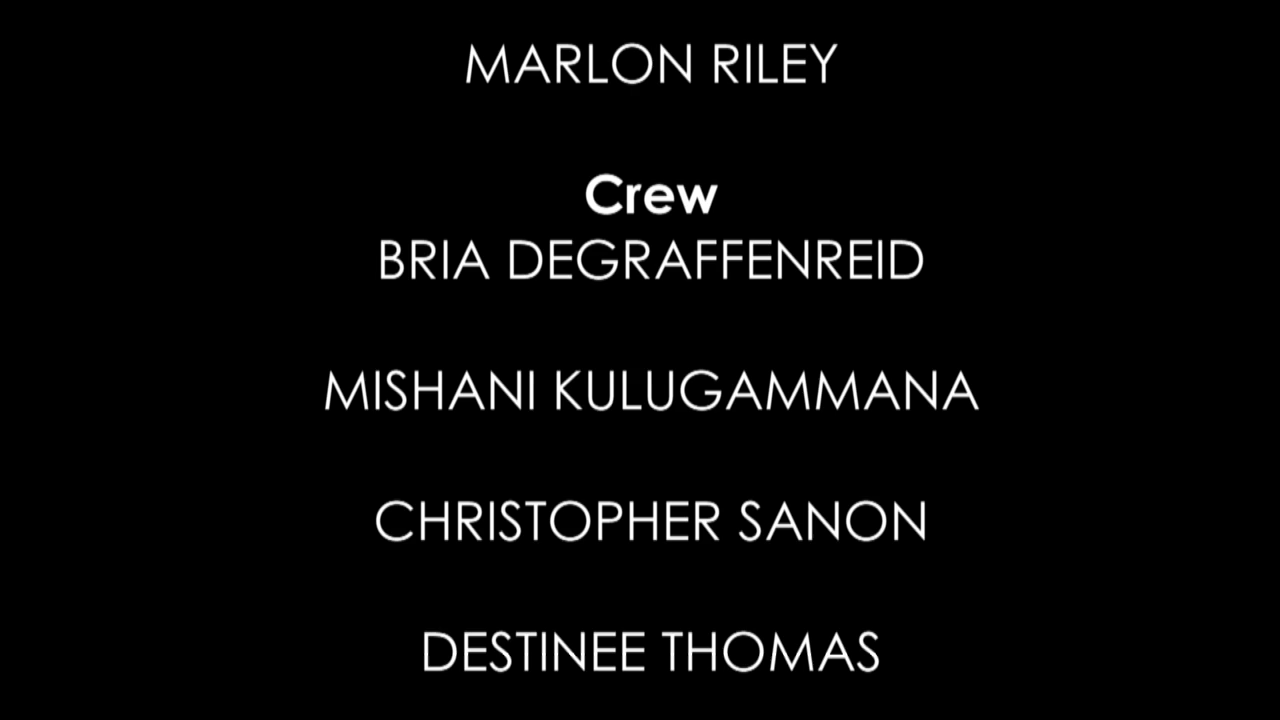 MARLON RILEY
Crew
BRIA DEGRAFFENREID
MISHANI KULUGAMMANA
CHRISTOPHER SANON
DESTINEE THOMAS